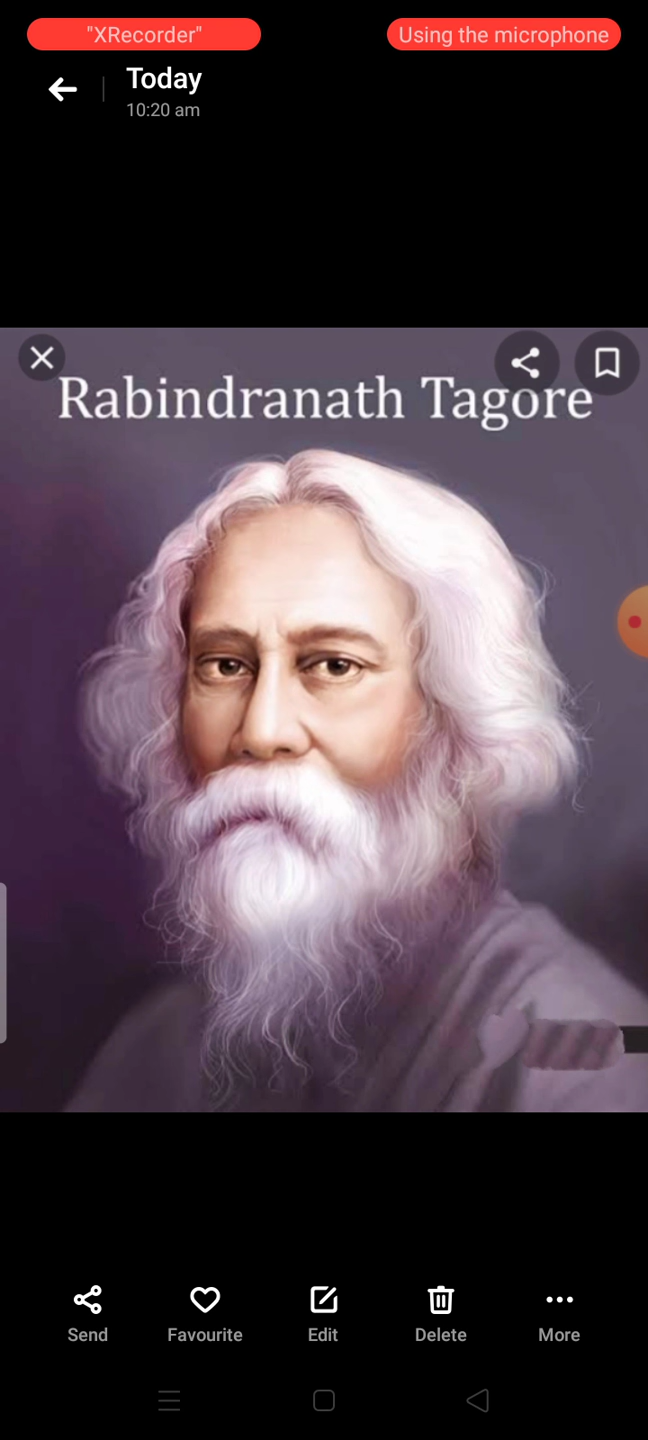 "XRecorder"
Using the microphone
Today
10:20 am
Rabindranath Tagore
Send
Favourite
Edit
Delete
More